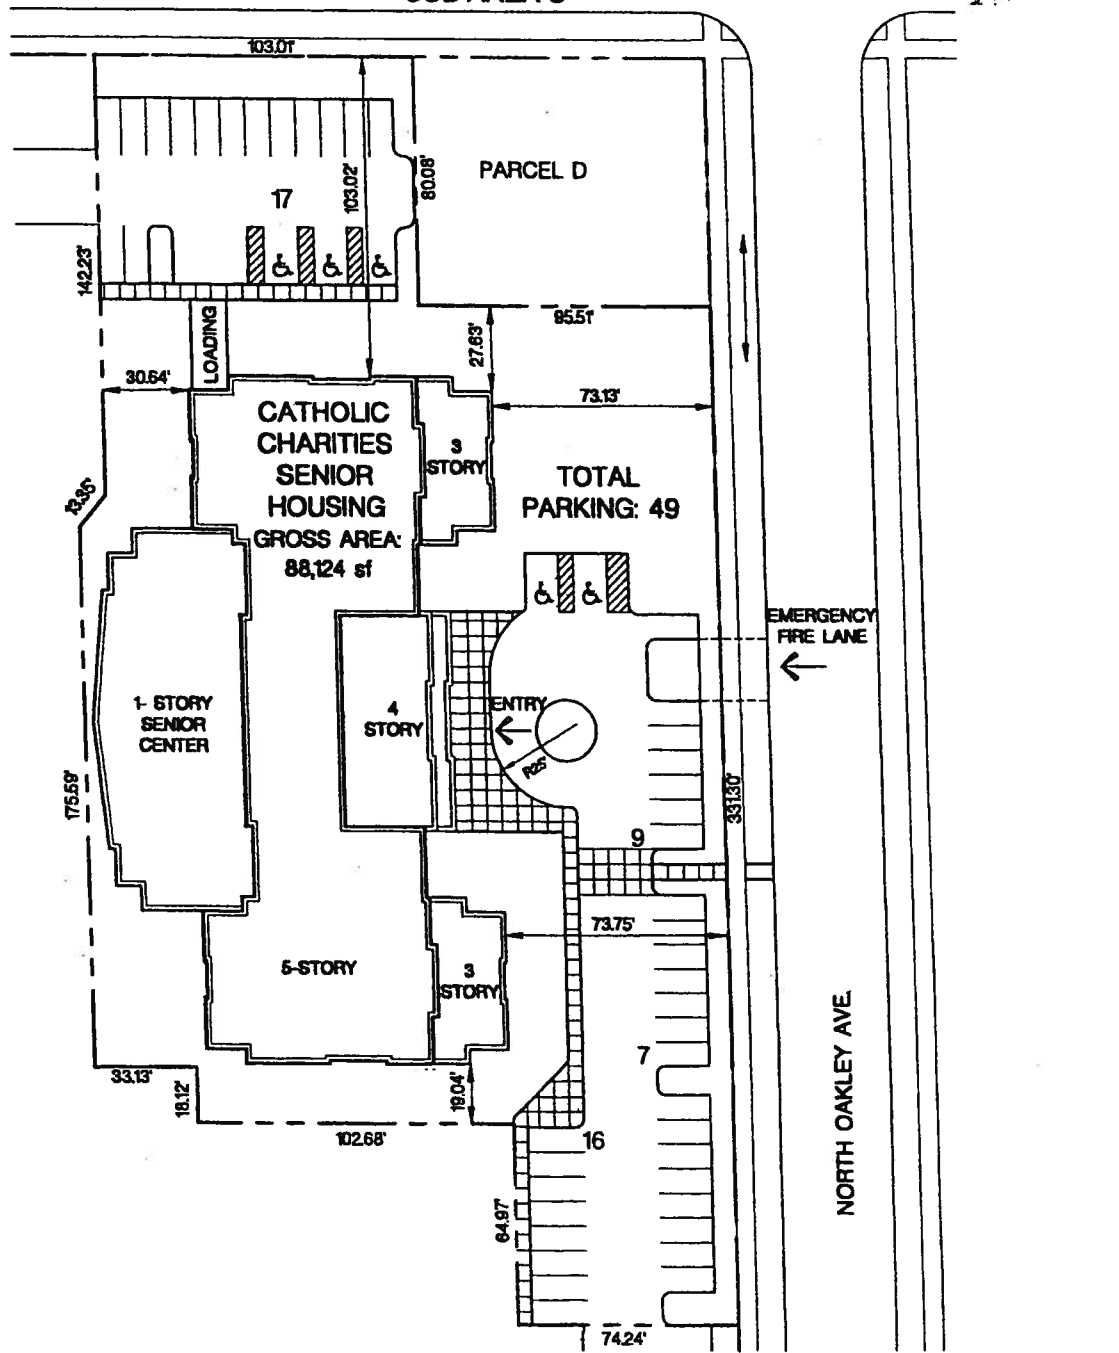 103.01'
PARCEL D
80.08'
103.02'
17
142.23'
95.51'
27.63'
LOADING
30.64'
73.13'
CATHOLIC
CHARITIES
SENIOR
HOUSING
GROSS AREA:
88,124 sf
3
STORY
TOTAL
PARKING: 49
13.35'
EMERGENCY
FIRE LANE
1- STORY
SENIOR
CENTER
4
STORY
ENTRY
R25'
175.59'
331.30'
9
73.75'
5-STORY
3
STORY
7
33.13'
18.12'
19.04'
102.68'
16
64.97'
74.24'
NORTH OAKLEY AVE.